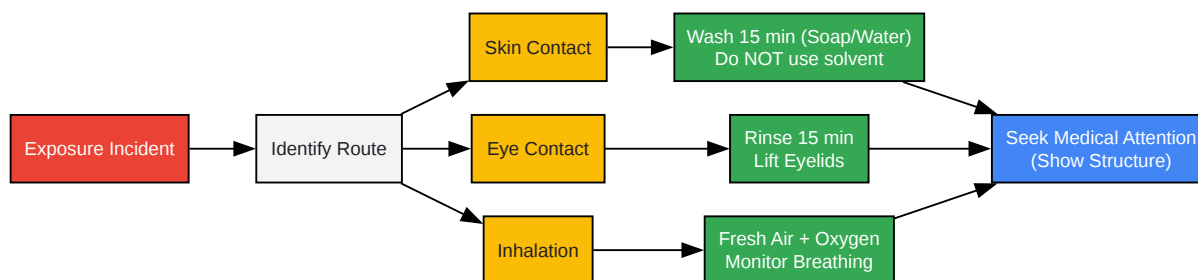 Exposure Incident
Identify Route
Skin Contact
Wash 15 min (Soap/Water)
Do NOT use solvent
Eye Contact
Rinse 15 min
Lift Eyelids
Inhalation
Fresh Air + Oxygen
Monitor Breathing
Seek Medical Attention
(Show Structure)